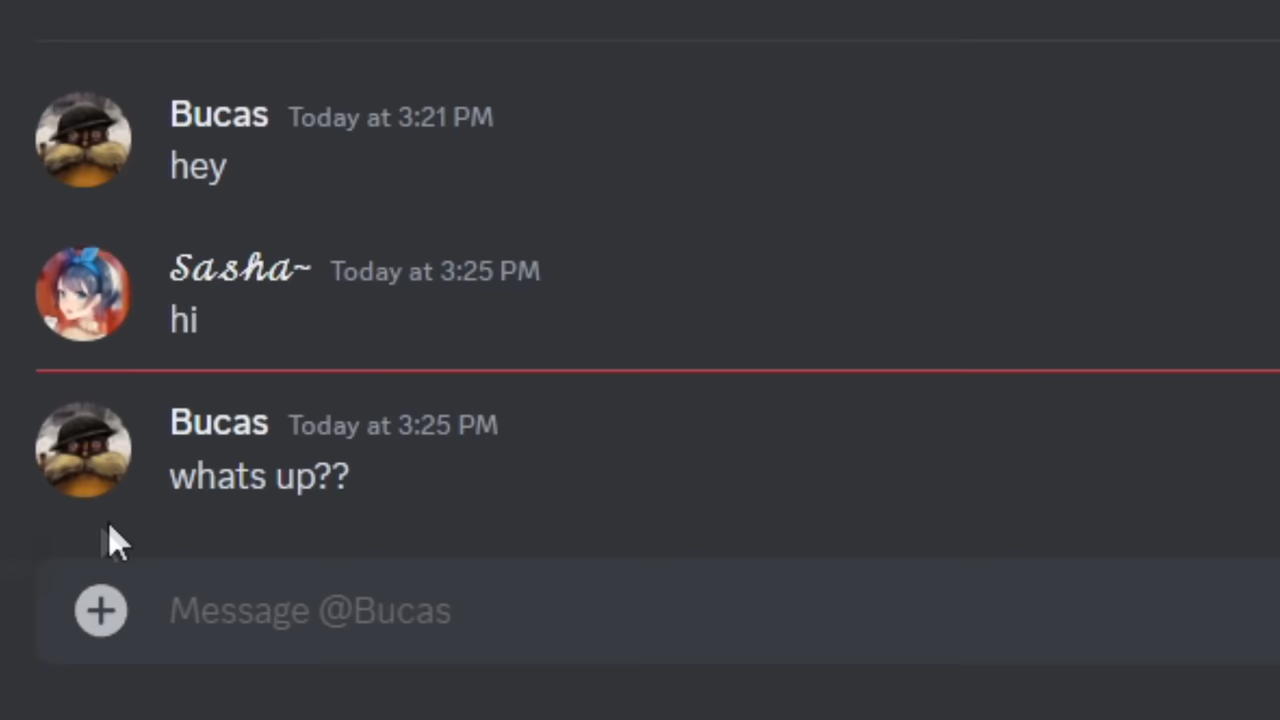 Bucas Today at 3:21 PM
hey
𝓢𝓪𝓼𝓱𝓪~ Today at 3:25 PM
hi
Bucas Today at 3:25 PM
whats up??
Message @Bucas